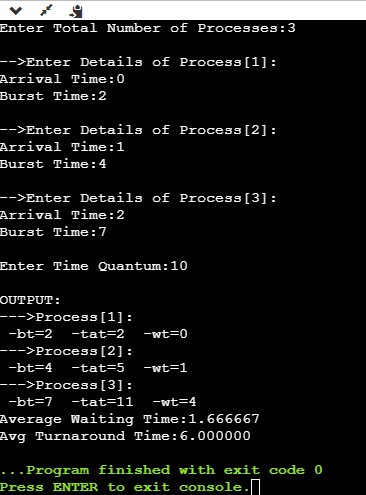 Enter Total Number of Processes:3
-->Enter Details of Process[1]:
Arrival Time:0
Burst Time:2
-->Enter Details of Process[2]:
Arrival Time:1
Burst Time:4
-->Enter Details of Process[3]:
Arrival Time:2
Burst Time:7
Enter Time Quantum:10
OUTPUT:
--->Process[1]:
-bt=2  -tat=2  -wt=0
--->Process[2]:
-bt=4  -tat=5  -wt=1
--->Process[3]:
-bt=7  -tat=11  -wt=4
Average Waiting Time:1.666667
Avg Turnaround Time:6.000000
...Program finished with exit code 0
Press ENTER to exit console.